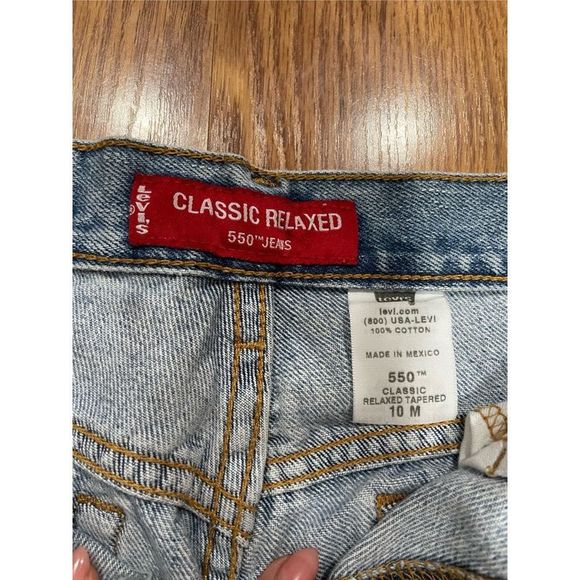 LEVI'S
®
CLASSIC RELAXED
550™JEANS
levi.com
(800) USA-LEVI
100% COTTON
MADE IN MEXICO
550™
CLASSIC
RELAXED TAPERED
10 M